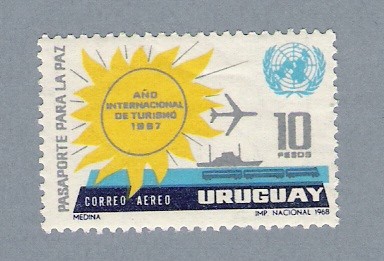 PASAPORTE PARA LA PAZ
AÑO
INTERNACIONAL
DE TURISMO
1967
10
PESOS
CORREO AEREO
URUGUAY
MEDINA
IMP. NACIONAL 1968